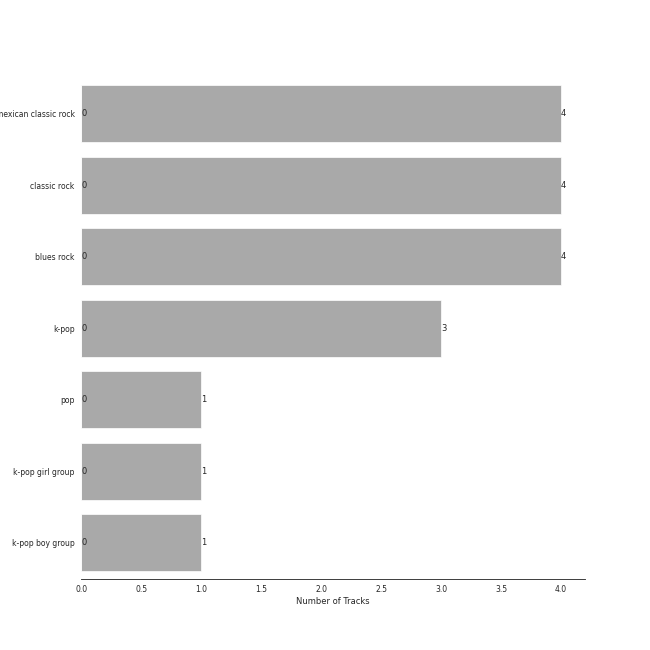 mexican classic rock 0 4
classic rock 0 4
blues rock 0 4
k-pop 0 3
pop 0 1
k-pop girl group 0 1
k-pop boy group 0 1
0.0 0.5 1.0 1.5 2.0 2.5 3.0 3.5 4.0
Number of Tracks